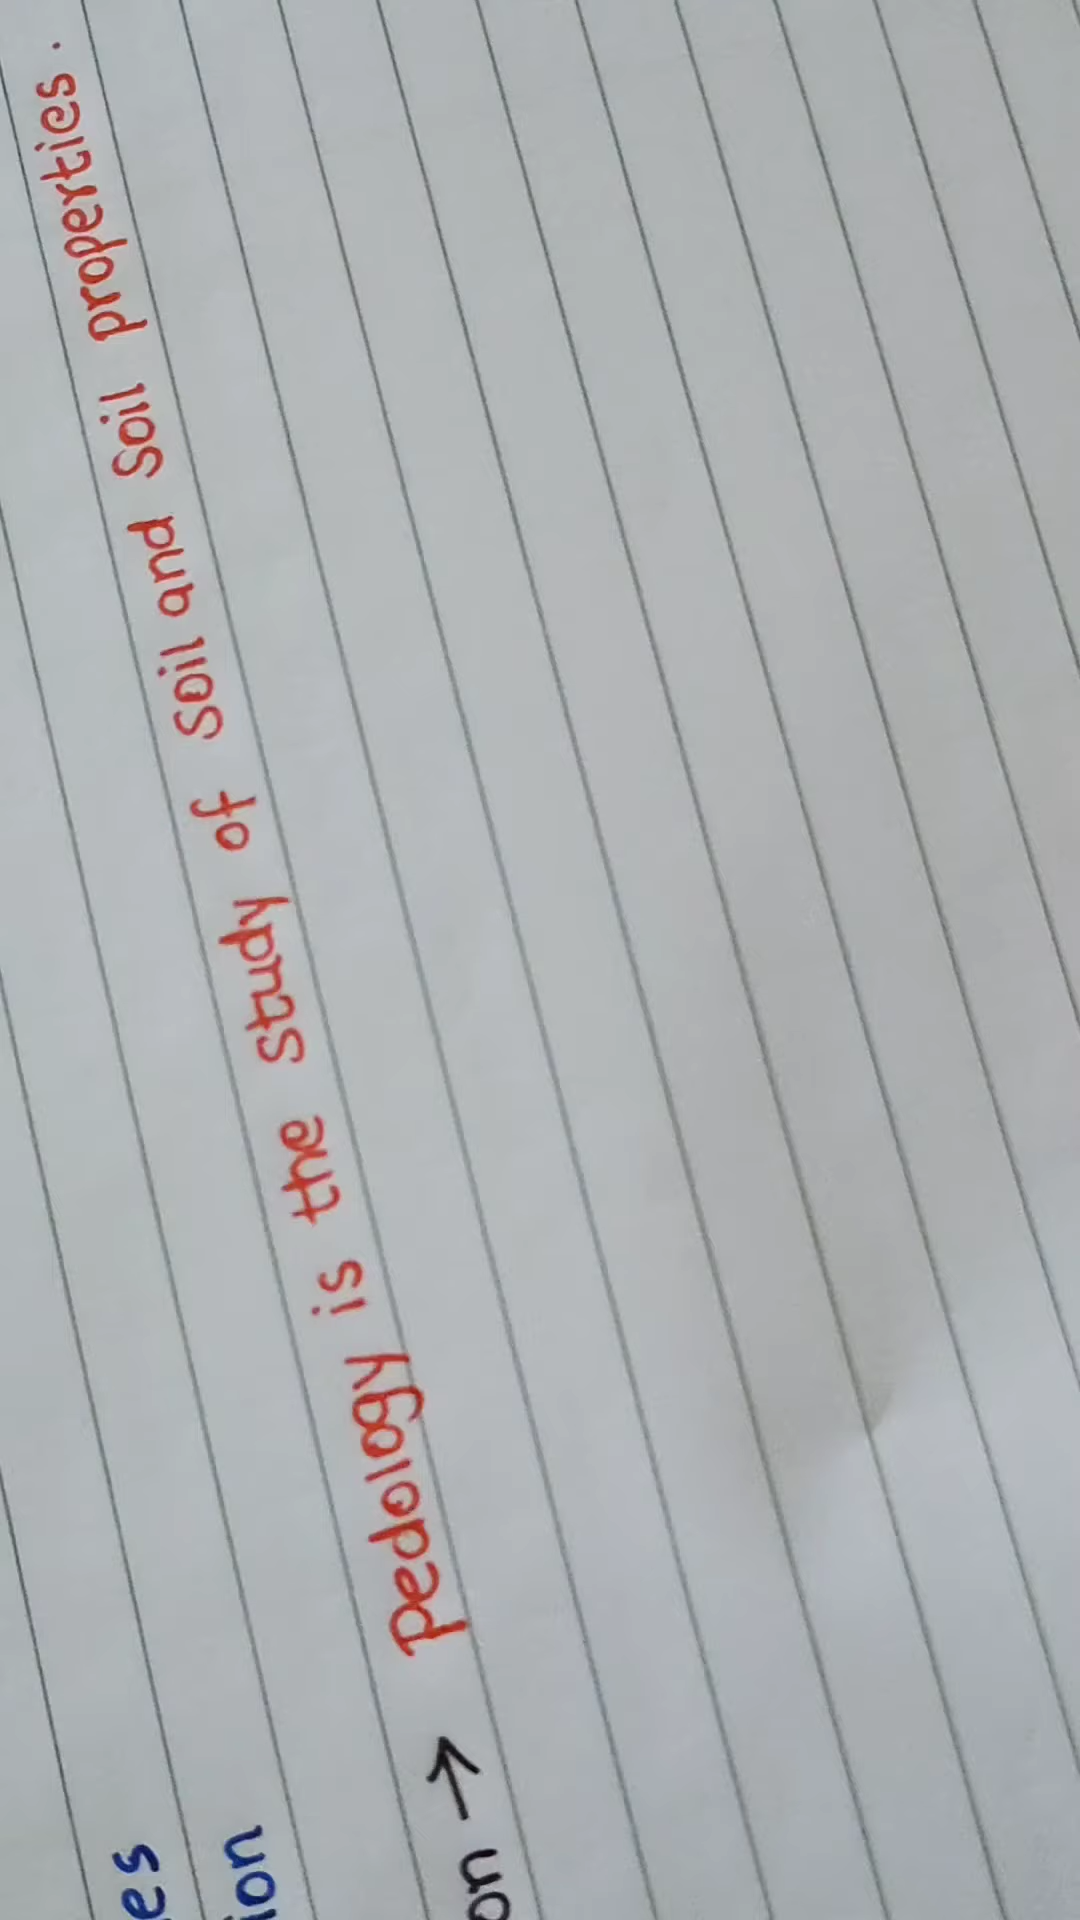 on → Pedology is the study of soil and soil properties.
ion
es